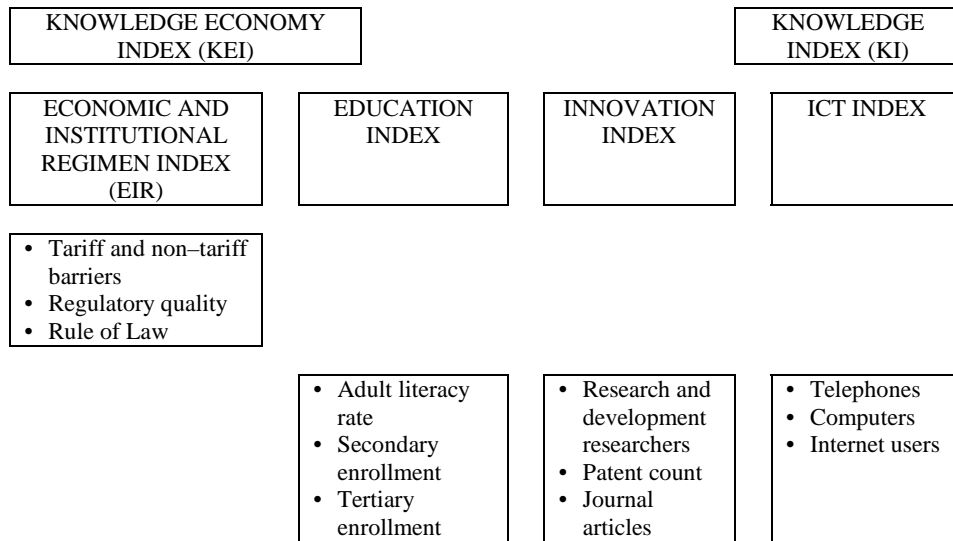 KNOWLEDGE ECONOMY
INDEX (KEI)
KNOWLEDGE
INDEX (KI)
ECONOMIC AND
INSTITUTIONAL
REGIMEN INDEX
(EIR)
EDUCATION
INDEX
INNOVATION
INDEX
ICT INDEX
• Tariff and non–tariff
barriers
• Regulatory quality
• Rule of Law
• Adult literacy
rate
• Secondary
enrollment
• Tertiary
enrollment
• Research and
development
researchers
• Patent count
• Journal
articles
• Telephones
• Computers
• Internet users